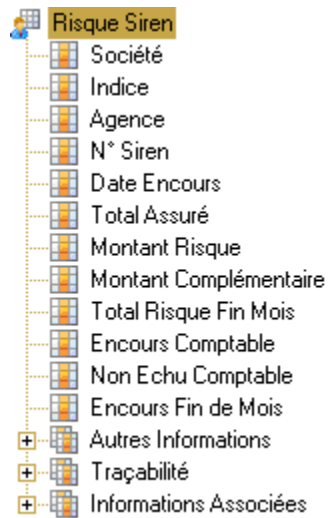 Risque Siren
Société
Indice
Agence
N° Siren
Date Encours
Total Assuré
Montant Risque
Montant Complémentaire
Total Risque Fin Mois
Encours Comptable
Non Echu Comptable
Encours Fin de Mois
Autres Informations
Traçabilité
Informations Associées